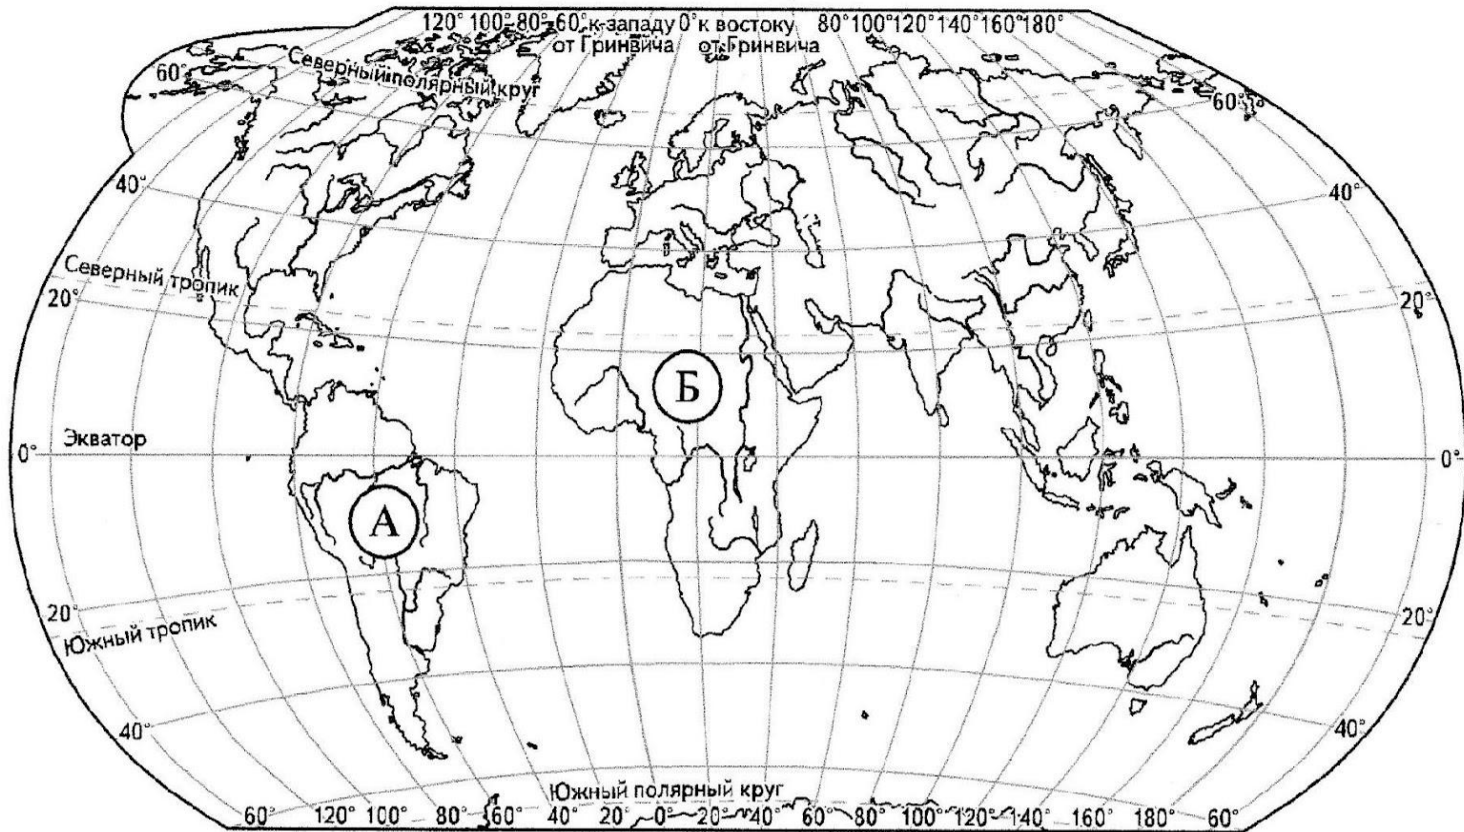 120° 100° 80° 60° к западу 0° к востоку 80° 100° 120° 140° 160° 180°
от Гринвича от Гринвича
Северный полярный круг
60° 60°
40° 40°
Северный тропик
20° 20°
Б
Экватор
0° 0°
А
20° 20°
Южный тропик
40° 40°
Южный полярный круг
60° 120° 100° 80° 60° 40° 20° 0° 20° 40° 60° 80° 100° 120° 140° 160° 180° 60°